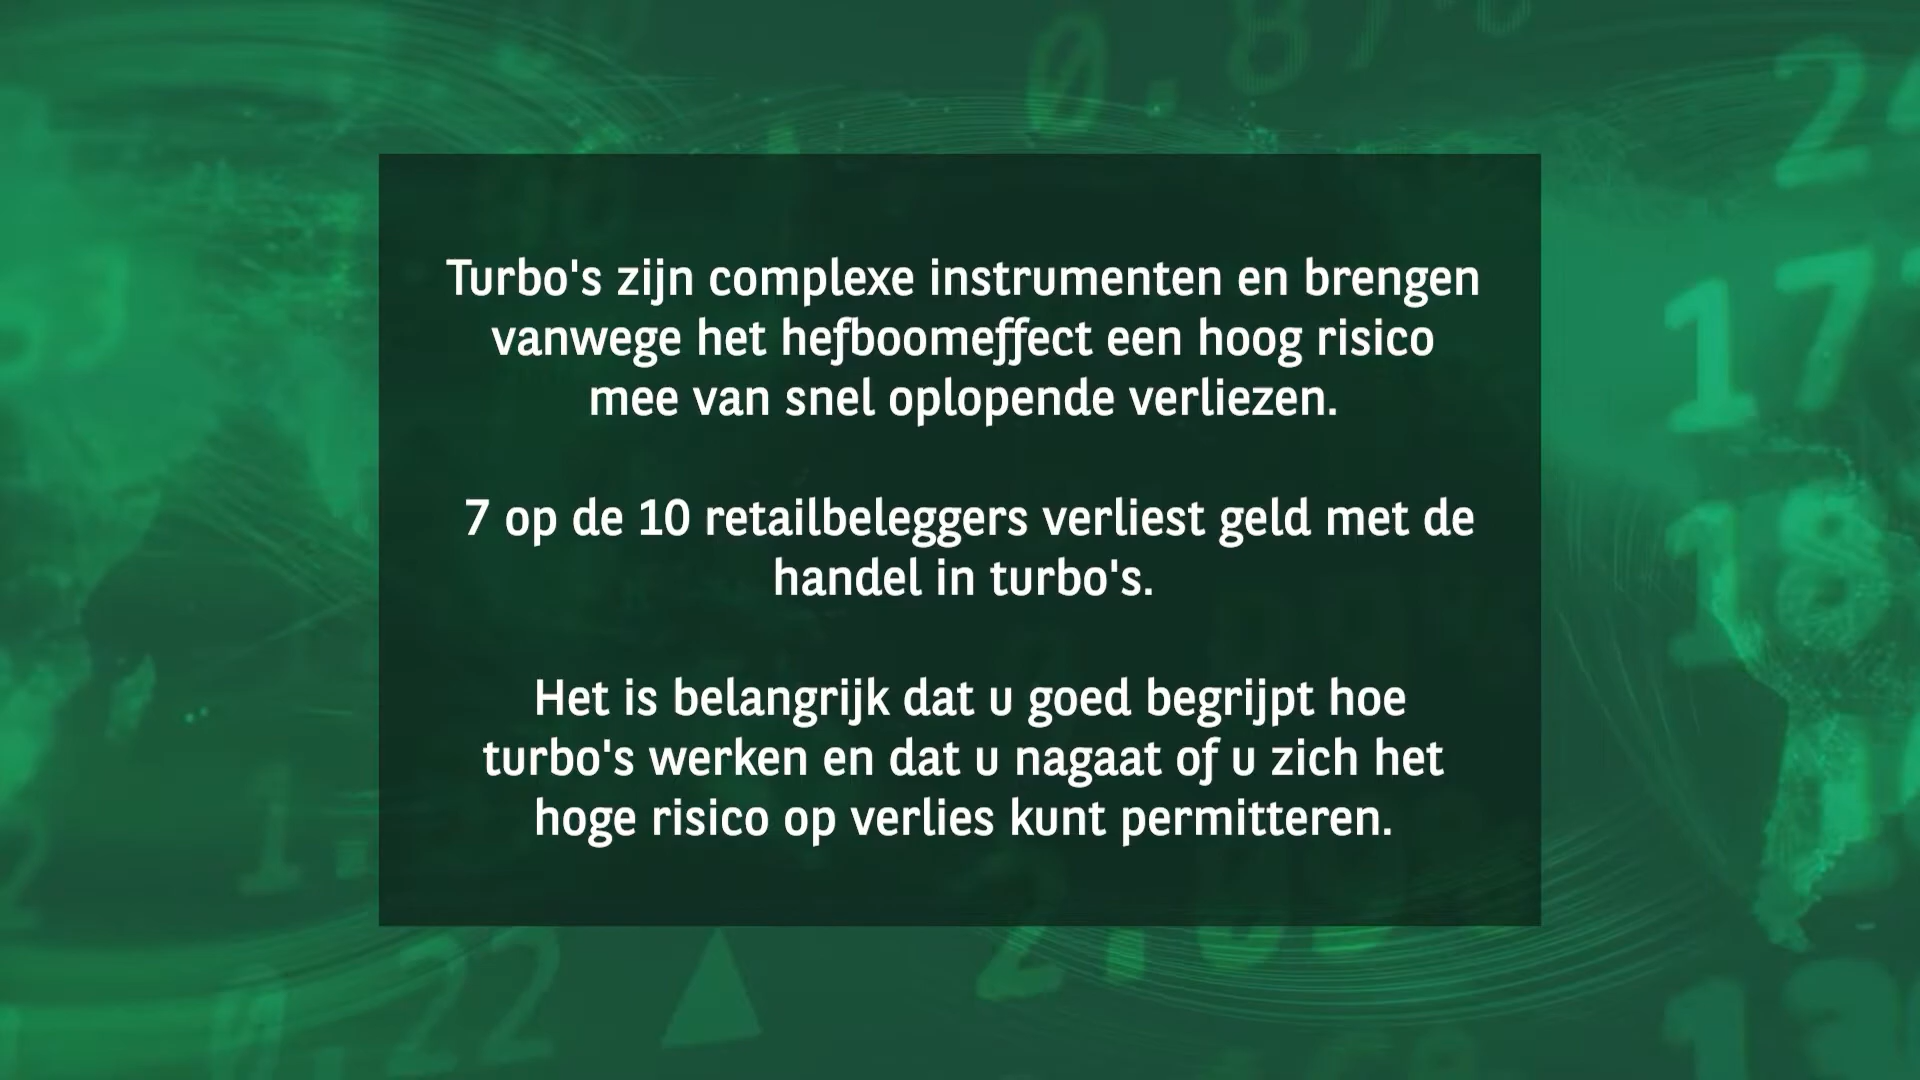 Turbo's zijn complexe instrumenten en brengen
vanwege het hefboomeffect een hoog risico
mee van snel oplopende verliezen.
7 op de 10 retailbeleggers verliest geld met de
handel in turbo's.
Het is belangrijk dat u goed begrijpt hoe
turbo's werken en dat u nagaat of u zich het
hoge risico op verlies kunt permitteren.